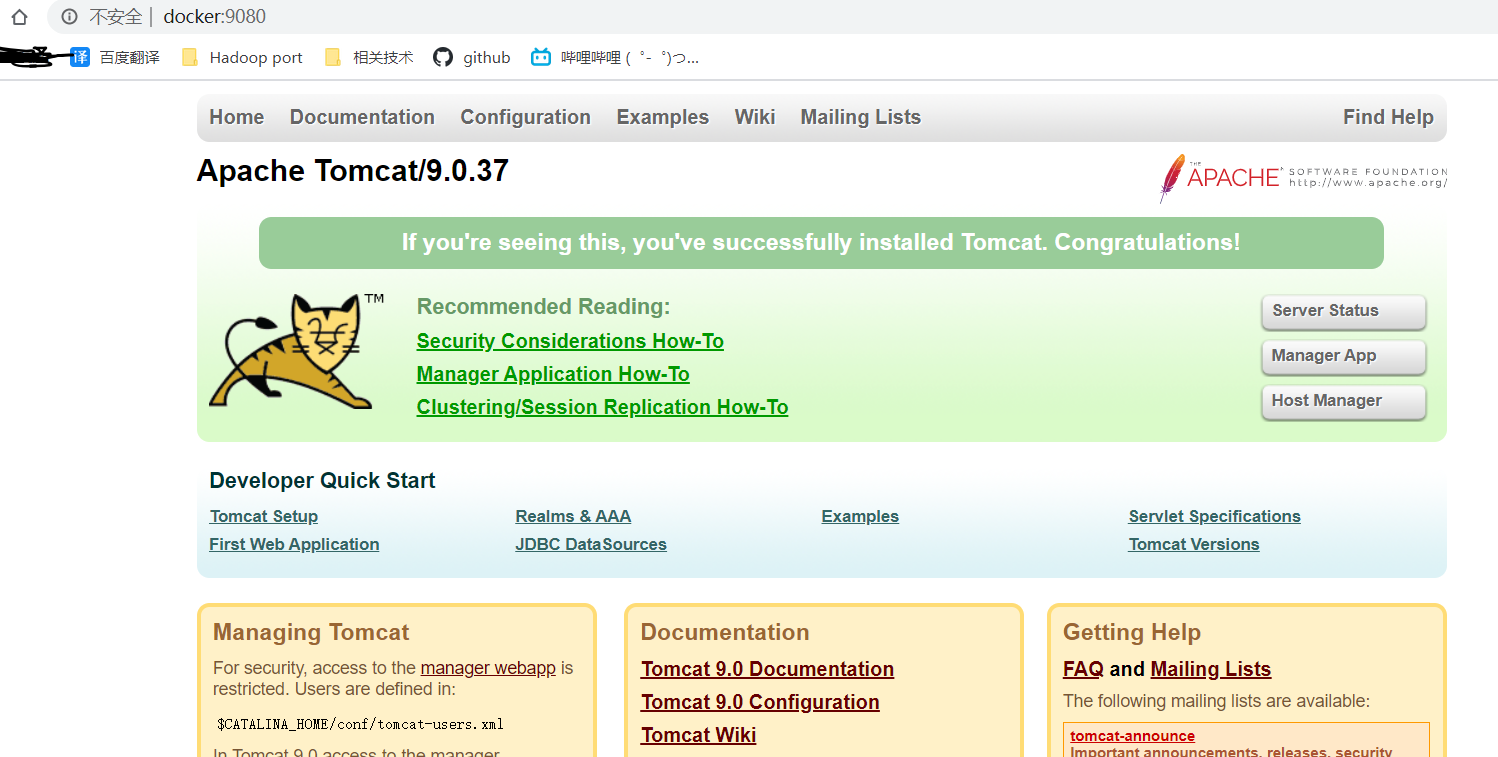 不安全 | docker:9080
译 百度翻译 Hadoop port 相关技术 github 哔哩哔哩 ( ゜- ゜)つ...
Home Documentation Configuration Examples Wiki Mailing Lists Find Help
Apache Tomcat/9.0.37
THE APACHE SOFTWARE FOUNDATION
http://www.apache.org/
If you're seeing this, you've successfully installed Tomcat. Congratulations!
TM
Recommended Reading:
Security Considerations How-To
Manager Application How-To
Clustering/Session Replication How-To
Server Status
Manager App
Host Manager
Developer Quick Start
Tomcat Setup
First Web Application
Realms & AAA
JDBC DataSources
Examples
Servlet Specifications
Tomcat Versions
Managing Tomcat
For security, access to the manager webapp is
restricted. Users are defined in:
$CATALINA_HOME/conf/tomcat-users.xml
In Tomcat 9.0 access to the manager
Documentation
Tomcat 9.0 Documentation
Tomcat 9.0 Configuration
Tomcat Wiki
Getting Help
FAQ and Mailing Lists
The following mailing lists are available:
tomcat-announce
Important announcements, releases, security